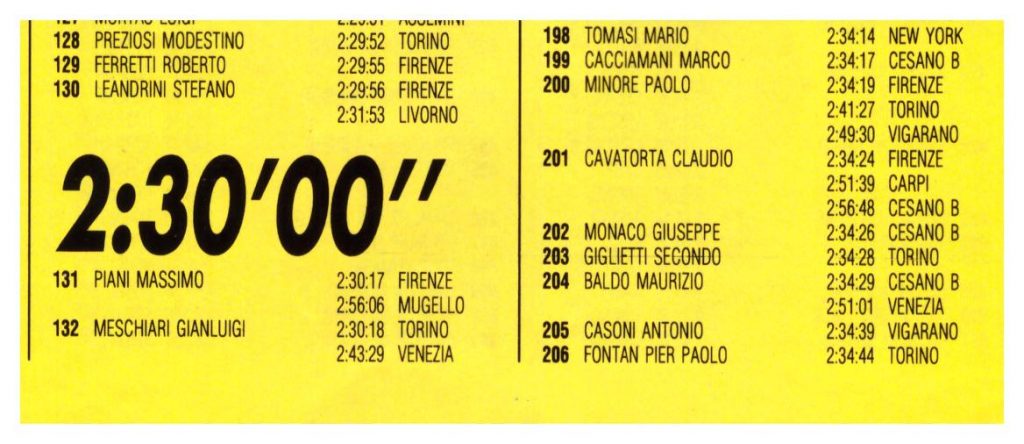 128 PREZIOSI MODESTINO 2:29:52 TORINO
129 FERRETTI ROBERTO 2:29:55 FIRENZE
130 LEANDRINI STEFANO 2:29:56 FIRENZE
2:31:53 LIVORNO
2:30'00''
131 PIANI MASSIMO 2:30:17 FIRENZE
2:56:06 MUGELLO
132 MESCHIARI GIANLUIGI 2:30:18 TORINO
2:43:29 VENEZIA
198 TOMASI MARIO 2:34:14 NEW YORK
199 CACCIAMANI MARCO 2:34:17 CESANO B
200 MINORE PAOLO 2:34:19 FIRENZE
2:41:27 TORINO
2:49:30 VIGARANO
201 CAVATORTA CLAUDIO 2:34:24 FIRENZE
2:51:39 CARPI
2:56:48 CESANO B
202 MONACO GIUSEPPE 2:34:26 CESANO B
203 GIGLIETTI SECONDO 2:34:28 TORINO
204 BALDO MAURIZIO 2:34:29 CESANO B
2:51:01 VENEZIA
205 CASONI ANTONIO 2:34:39 VIGARANO
206 FONTAN PIER PAOLO 2:34:44 TORINO